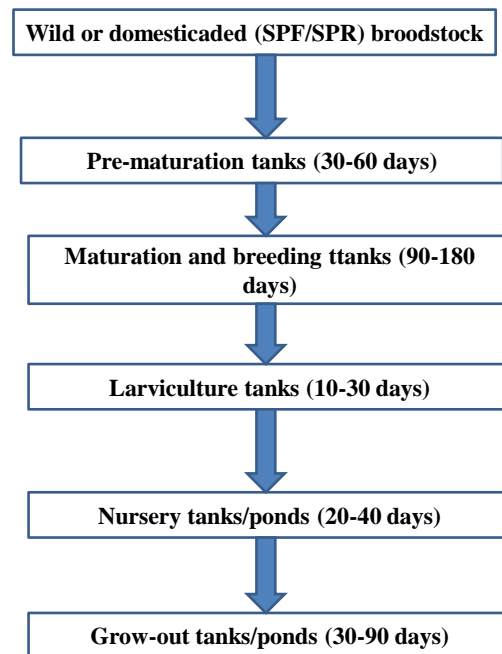 Wild or domesticaded (SPF/SPR) broodstock
Pre-maturation tanks (30-60 days)
Maturation and breeding ttanks (90-180
days)
Larviculture tanks (10-30 days)
Nursery tanks/ponds (20-40 days)
Grow-out tanks/ponds (30-90 days)